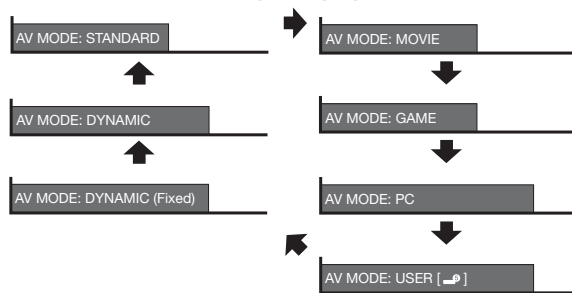 AV MODE: STANDARD
AV MODE: MOVIE
AV MODE: DYNAMIC
AV MODE: GAME
AV MODE: DYNAMIC (Fixed)
AV MODE: PC
AV MODE: USER [ ]